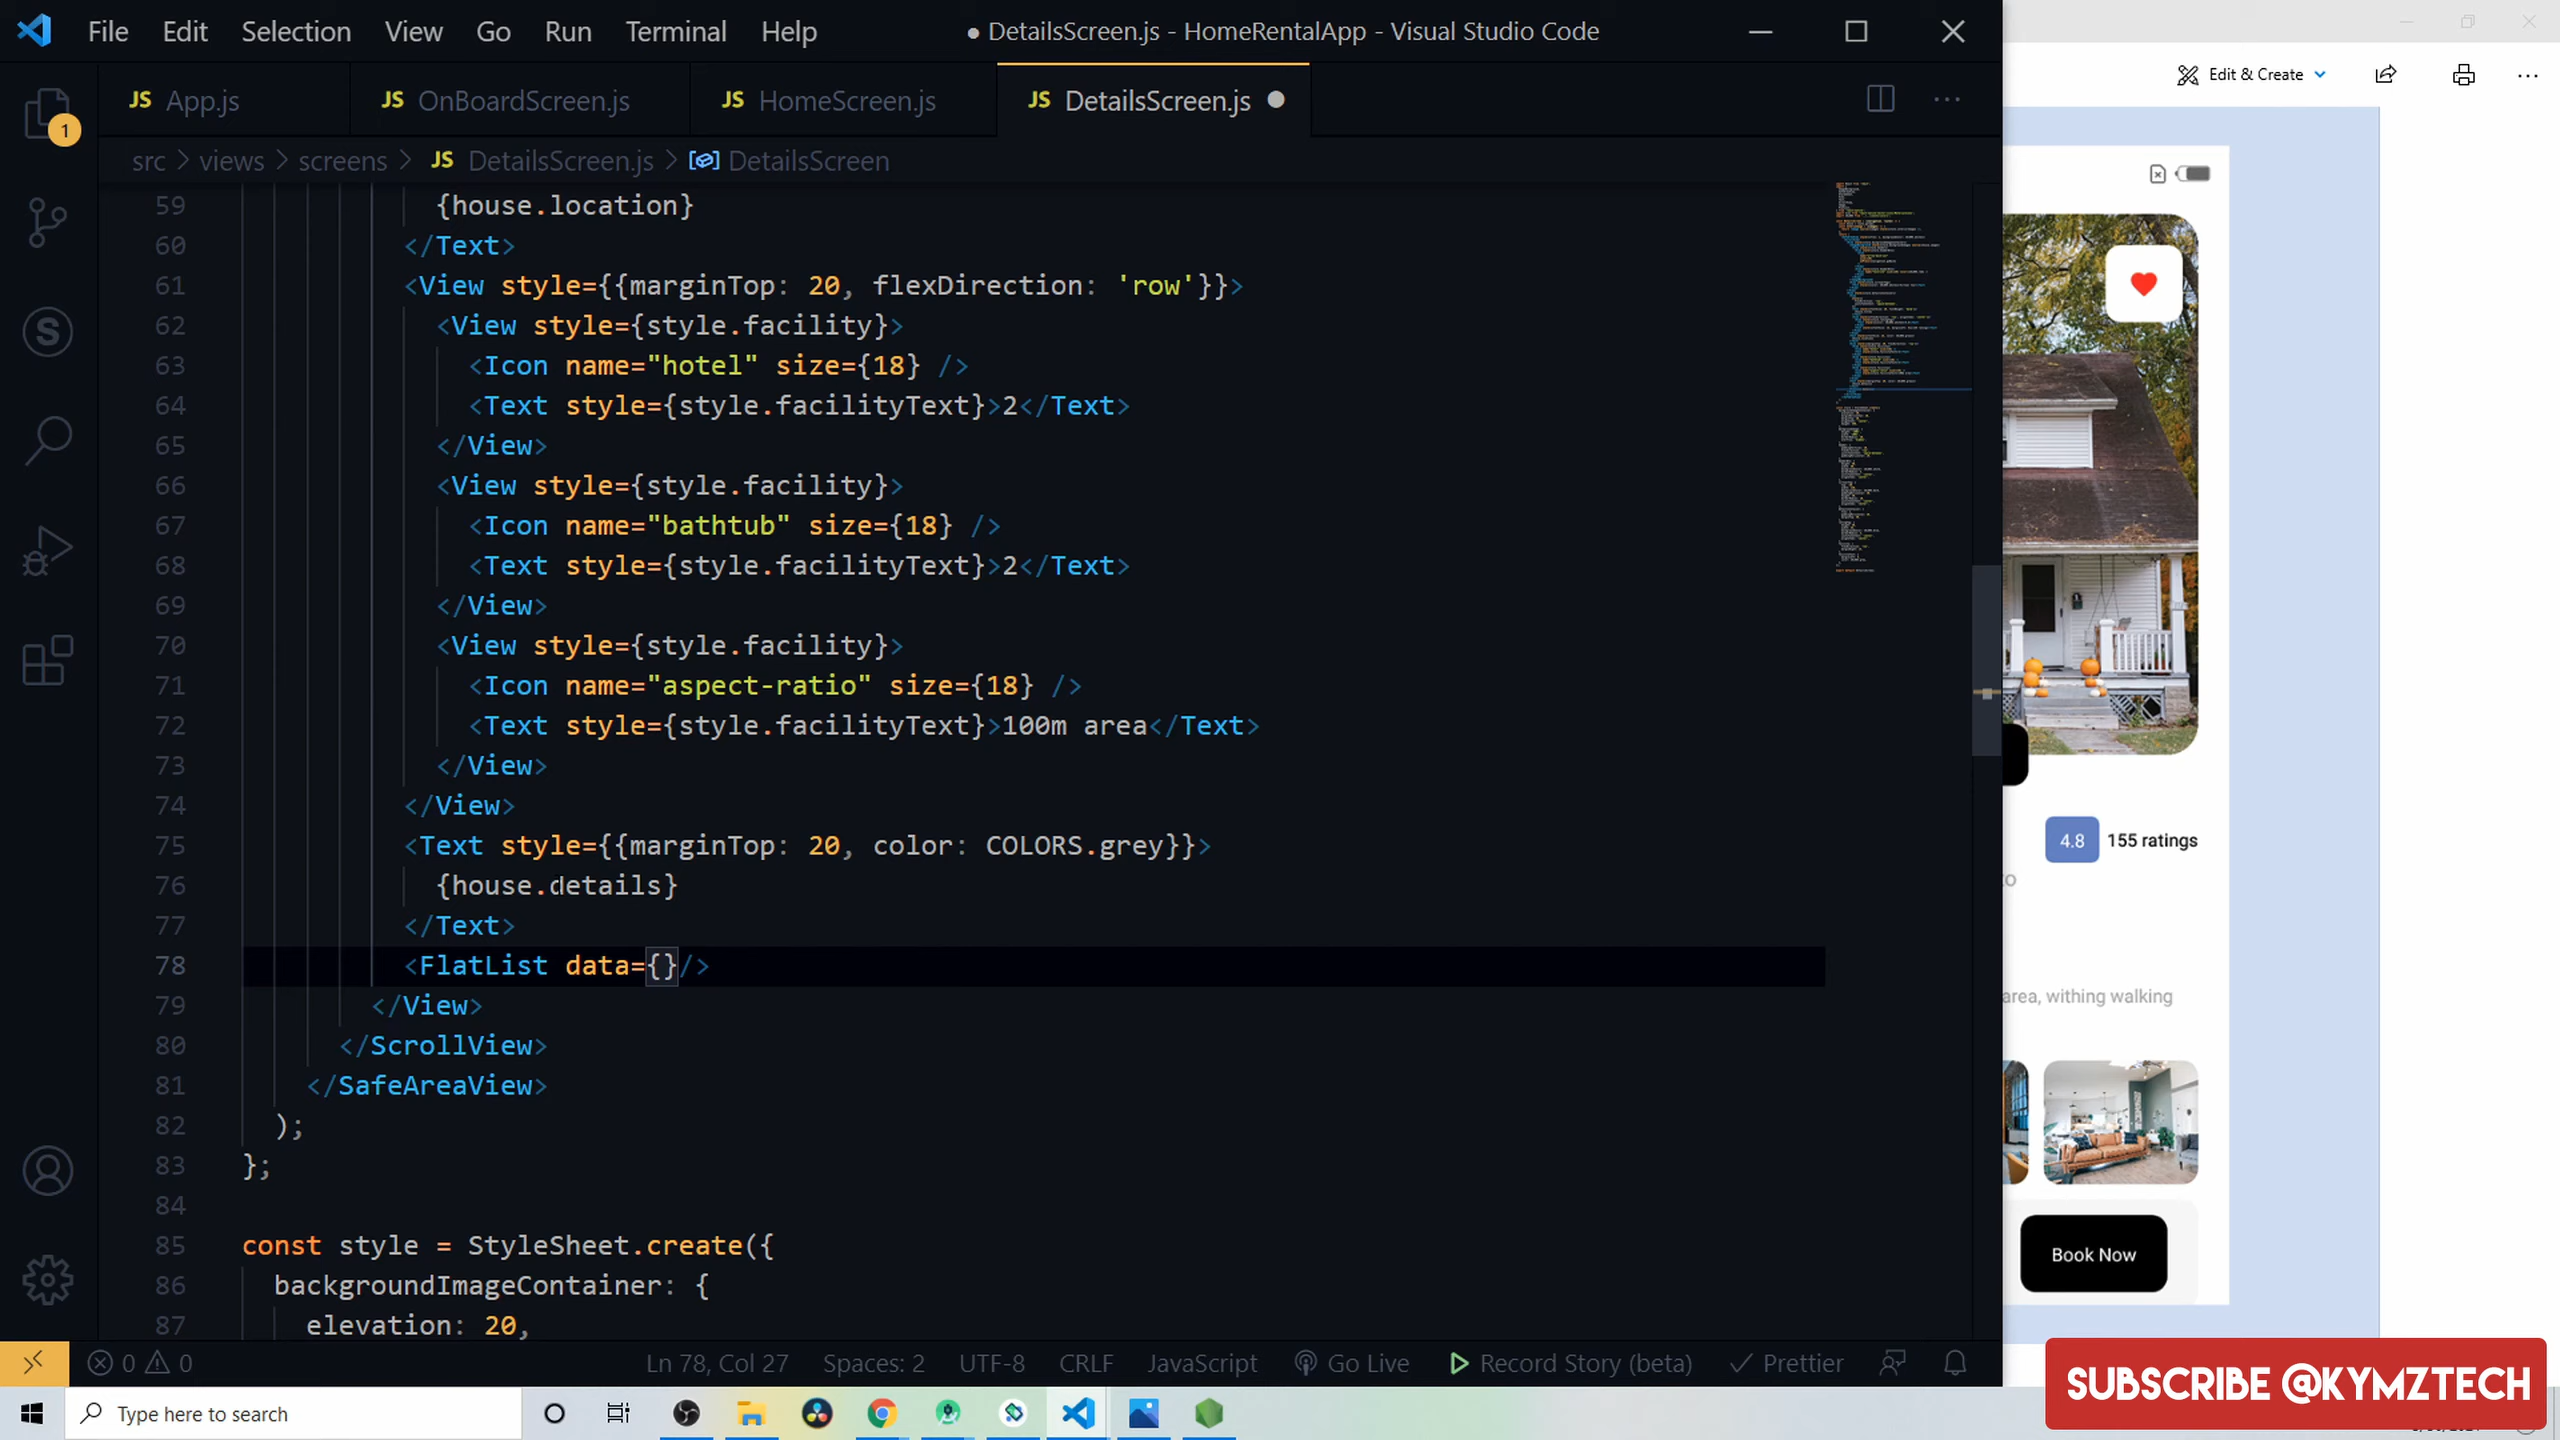 File Edit Selection View Go Run Terminal Help ● DetailsScreen.js - HomeRentalApp - Visual Studio Code
Edit & Create
JS App.js JS OnBoardScreen.js JS HomeScreen.js JS DetailsScreen.js
src > views > screens > JS DetailsScreen.js > DetailsScreen
1
59 {house.location}
60 </Text>
61 <View style={{marginTop: 20, flexDirection: 'row'}}>
62 <View style={style.facility}>
63 <Icon name="hotel" size={18} />
64 <Text style={style.facilityText}>2</Text>
65 </View>
66 <View style={style.facility}>
67 <Icon name="bathtub" size={18} />
68 <Text style={style.facilityText}>2</Text>
69 </View>
70 <View style={style.facility}>
71 <Icon name="aspect-ratio" size={18} />
72 <Text style={style.facilityText}>100m area</Text>
73 </View>
74 </View>
75 <Text style={{marginTop: 20, color: COLORS.grey}}>
76 {house.details}
77 </Text>
78 <FlatList data={}/>
79 </View>
80 </ScrollView>
81 </SafeAreaView>
82 );
83 };
84
85 const style = StyleSheet.create({
86 backgroundImageContainer: {
87 elevation: 20,
4.8 155 ratings
area, withing walking
Book Now
0 0 Ln 78, Col 27 Spaces: 2 UTF-8 CRLF JavaScript Go Live Record Story (beta) Prettier
Type here to search
SUBSCRIBE @KYMZTECH